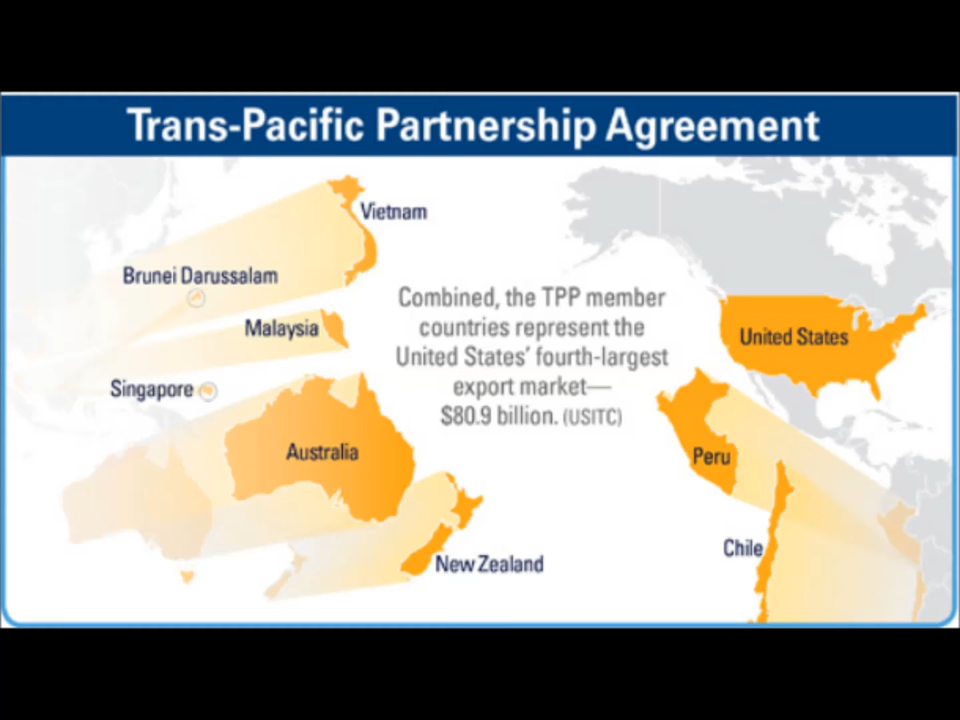 Trans-Pacific Partnership Agreement
Vietnam
Brunei Darussalam
Malaysia
Singapore
Australia
New Zealand
Combined, the TPP member
countries represent the
United States' fourth-largest
export market—
$80.9 billion. (USITC)
United States
Peru
Chile